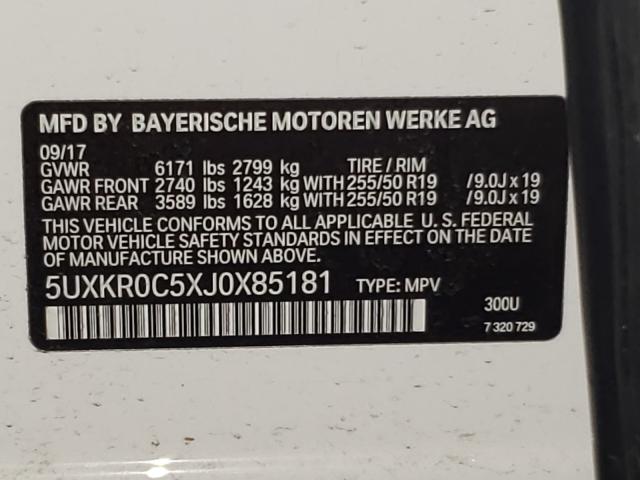 MFD BY BAYERISCHE MOTOREN WERKE AG
09/17
GVWR 6171 lbs 2799 kg TIRE / RIM
GAWR FRONT 2740 lbs 1243 kg WITH 255/50 R19 /9.0J x 19
GAWR REAR 3589 lbs 1628 kg WITH 255/50 R19 /9.0J x 19
THIS VEHICLE CONFORMS TO ALL APPLICABLE U. S. FEDERAL
MOTOR VEHICLE SAFETY STANDARDS IN EFFECT ON THE DATE
OF MANUFACTURE SHOWN ABOVE.
5UXKR0C5XJ0X85181 TYPE: MPV
300U
7 320 729